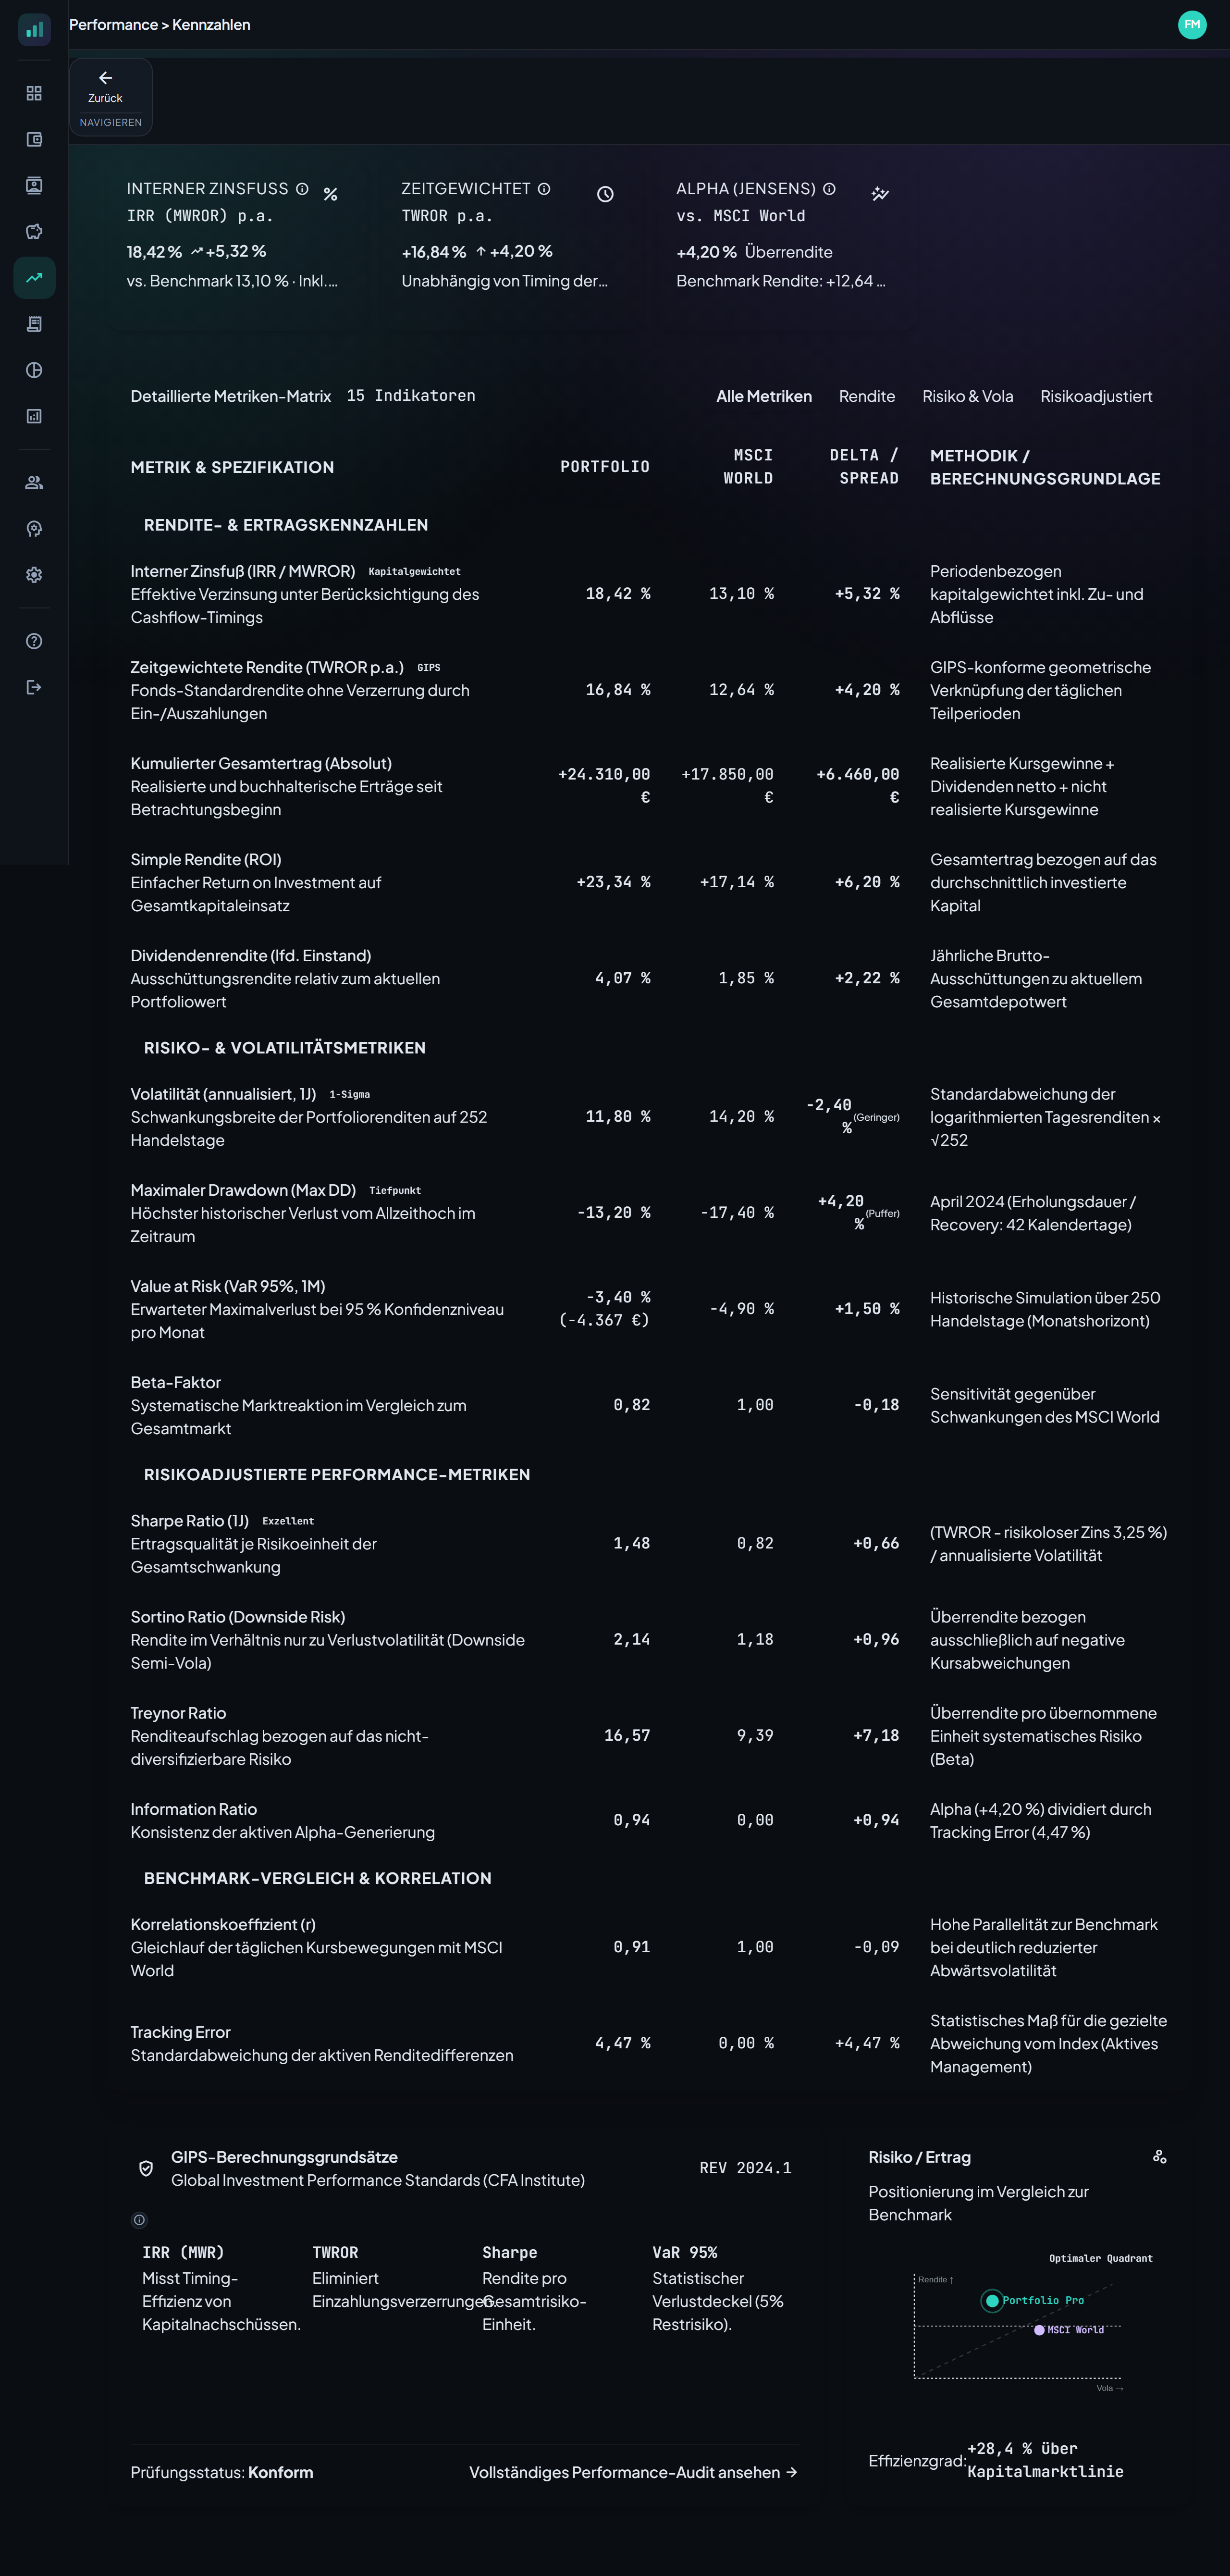 Performance > Kennzahlen
FM
Zurück
NAVIGIEREN
INTERNER ZINSFUSS
IRR (MWROR) p.a.
18,42 % +5,32 %
vs. Benchmark 13,10 % · Inkl.…
ZEITGEWICHTET
TWROR p.a.
+16,84 % +4,20 %
Unabhängig von Timing der…
ALPHA (JENSENS)
vs. MSCI World
+4,20 % Überrendite
Benchmark Rendite: +12,64 …
Detaillierte Metriken-Matrix 15 Indikatoren
Alle Metriken Rendite Risiko & Vola Risikoadjustiert
METRIK & SPEZIFIKATION
PORTFOLIO
MSCI
WORLD
DELTA /
SPREAD
METHODIK /
BERECHNUNGSGRUNDLAGE
RENDITE- & ERTRAGSKENNZAHLEN
Interner Zinsfuß (IRR / MWROR) Kapitalgewichtet
Effektive Verzinsung unter Berücksichtigung des
Cashflow-Timings
18,42 %
13,10 %
+5,32 %
Periodenbezogen
kapitalgewichtet inkl. Zu- und
Abflüsse
Zeitgewichtete Rendite (TWROR p.a.) GIPS
Fonds-Standardrendite ohne Verzerrung durch
Ein-/Auszahlungen
16,84 %
12,64 %
+4,20 %
GIPS-konforme geometrische
Verknüpfung der täglichen
Teilperioden
Kumulierter Gesamtertrag (Absolut)
Realisierte und buchhalterische Erträge seit
Betrachtungsbeginn
+24.310,00
€
+17.850,00
€
+6.460,00
€
Realisierte Kursgewinne +
Dividenden netto + nicht
realisierte Kursgewinne
Simple Rendite (ROI)
Einfacher Return on Investment auf
Gesamtkapitaleinsatz
+23,34 %
+17,14 %
+6,20 %
Gesamtertrag bezogen auf das
durchschnittlich investierte
Kapital
Dividendenrendite (lfd. Einstand)
Ausschüttungsrendite relativ zum aktuellen
Portfoliowert
4,07 %
1,85 %
+2,22 %
Jährliche Brutto-
Ausschüttungen zu aktuellem
Gesamtdepotwert
RISIKO- & VOLATILITÄTSMETRIKEN
Volatilität (annualisiert, 1J) 1-Sigma
Schwankungsbreite der Portfoliorenditen auf 252
Handelstage
11,80 %
14,20 %
-2,40
% (Geringer)
Standardabweichung der
logarithmierten Tagesrenditen ×
√252
Maximaler Drawdown (Max DD) Tiefpunkt
Höchster historischer Verlust vom Allzeithoch im
Zeitraum
-13,20 %
-17,40 %
+4,20
% (Puffer)
April 2024 (Erholungsdauer /
Recovery: 42 Kalendertage)
Value at Risk (VaR 95%, 1M)
Erwarteter Maximalverlust bei 95 % Konfidenzniveau
pro Monat
-3,40 %
(-4.367 €)
-4,90 %
+1,50 %
Historische Simulation über 250
Handelstage (Monatshorizont)
Beta-Faktor
Systematische Marktreaktion im Vergleich zum
Gesamtmarkt
0,82
1,00
-0,18
Sensitivität gegenüber
Schwankungen des MSCI World
RISIKOADJUSTIERTE PERFORMANCE-METRIKEN
Sharpe Ratio (1J) Exzellent
Ertragsqualität je Risikoeinheit der
Gesamtschwankung
1,48
0,82
+0,66
(TWROR - risikoloser Zins 3,25 %)
/ annualisierte Volatilität
Sortino Ratio (Downside Risk)
Rendite im Verhältnis nur zu Verlustvolatilität (Downside
Semi-Vola)
2,14
1,18
+0,96
Überrendite bezogen
ausschließlich auf negative
Kursabweichungen
Treynor Ratio
Renditeaufschlag bezogen auf das nicht-
diversifizierbare Risiko
16,57
9,39
+7,18
Überrendite pro übernommene
Einheit systematisches Risiko
(Beta)
Information Ratio
Konsistenz der aktiven Alpha-Generierung
0,94
0,00
+0,94
Alpha (+4,20 %) dividiert durch
Tracking Error (4,47 %)
BENCHMARK-VERGLEICH & KORRELATION
Korrelationskoeffizient (r)
Gleichlauf der täglichen Kursbewegungen mit MSCI
World
0,91
1,00
-0,09
Hohe Parallelität zur Benchmark
bei deutlich reduzierter
Abwärtsvolatilität
Tracking Error
Standardabweichung der aktiven Renditedifferenzen
4,47 %
0,00 %
+4,47 %
Statistisches Maß für die gezielte
Abweichung vom Index (Aktives
Management)
GIPS-Berechnungsgrundsätze
Global Investment Performance Standards (CFA Institute)
REV 2024.1
IRR (MWR)
Misst Timing-
Effizienz von
Kapitalnachschüssen.
TWROR
Eliminiert
Einzahlungsverzerrungen.
Sharpe
Rendite pro
Gesamtrisiko-
Einheit.
VaR 95%
Statistischer
Verlustdeckel (5%
Restrisiko).
Prüfungsstatus: Konform
Vollständiges Performance-Audit ansehen →
Risiko / Ertrag
Positionierung im Vergleich zur
Benchmark
Optimaler Quadrant
Rendite ↑
Portfolio Pro
MSCI World
Vola →
Effizienzgrad:
+28,4 % über
Kapitalmarktlinie